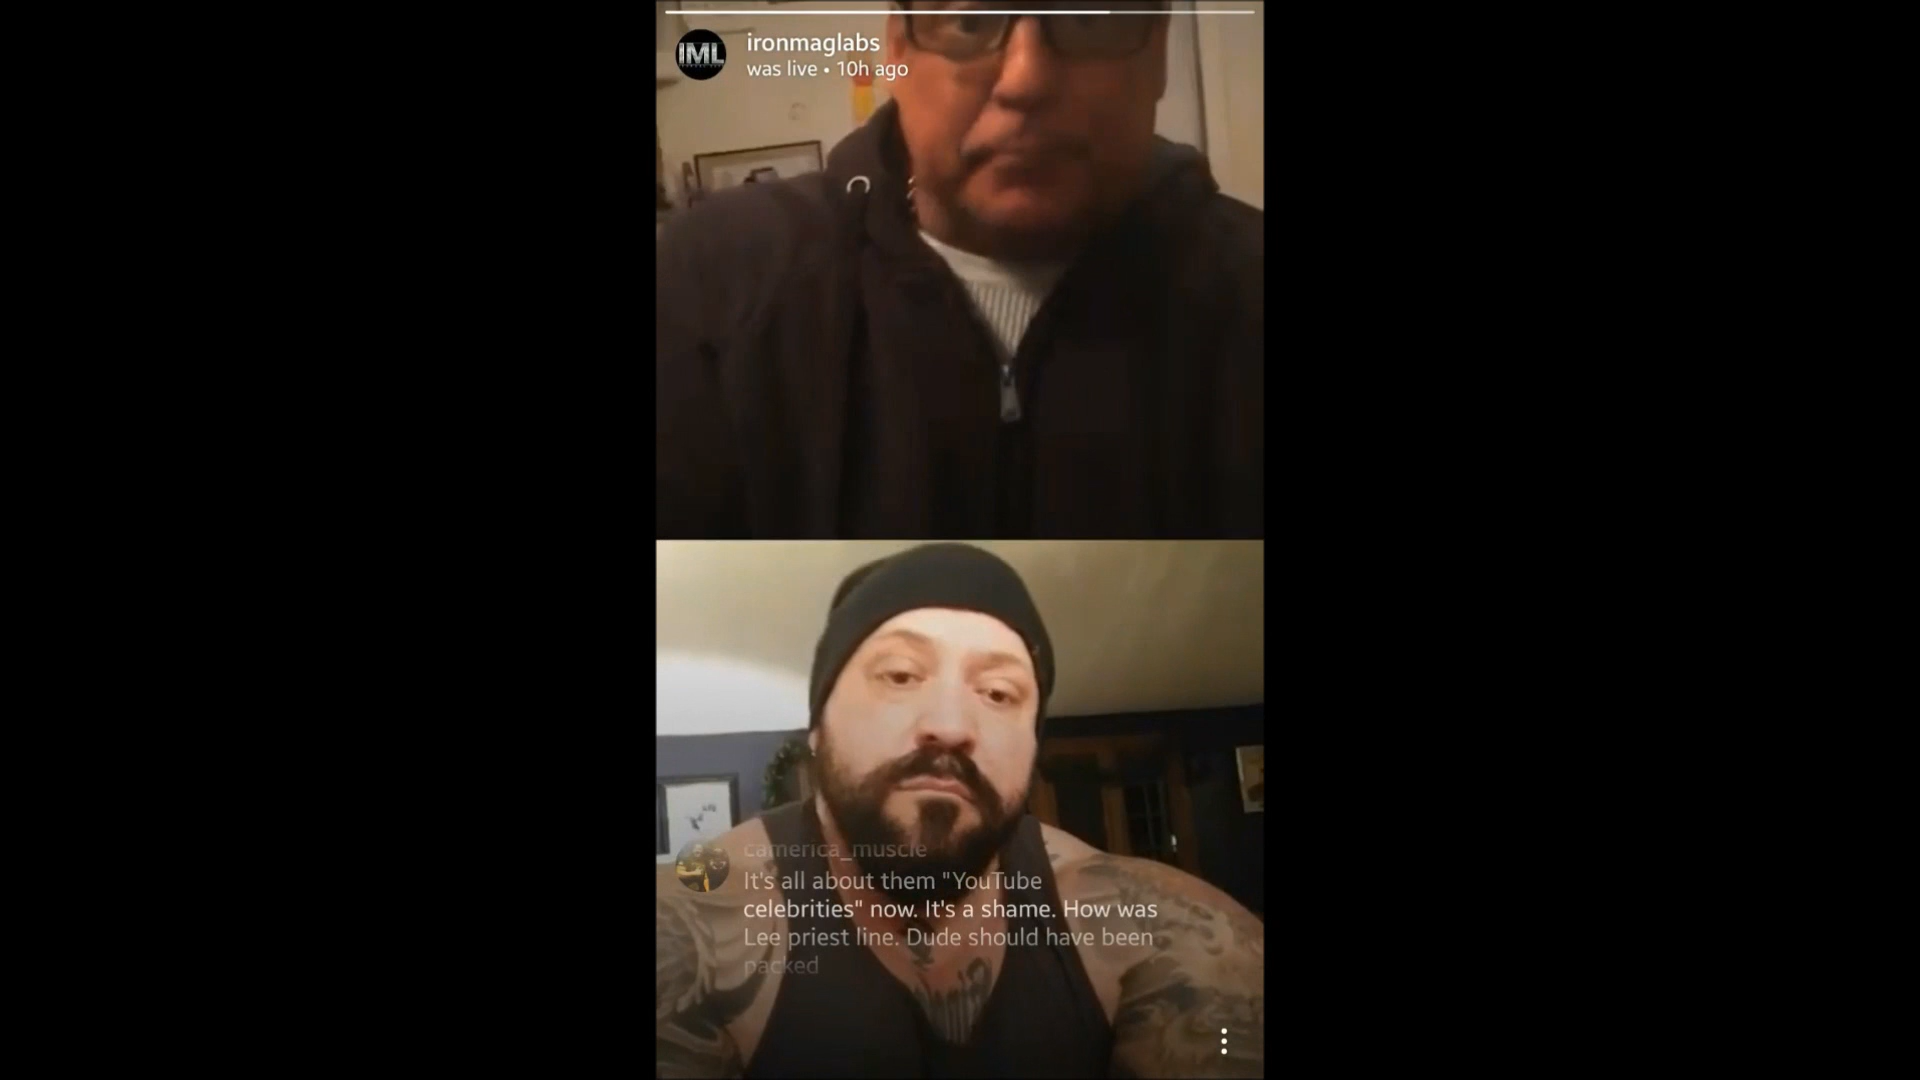 IML
ironmaglabs
was live • 10h ago
camerica_muscle
It's all about them "YouTube
celebrities" now. It's a shame. How was
Lee priest line. Dude should have been
packed